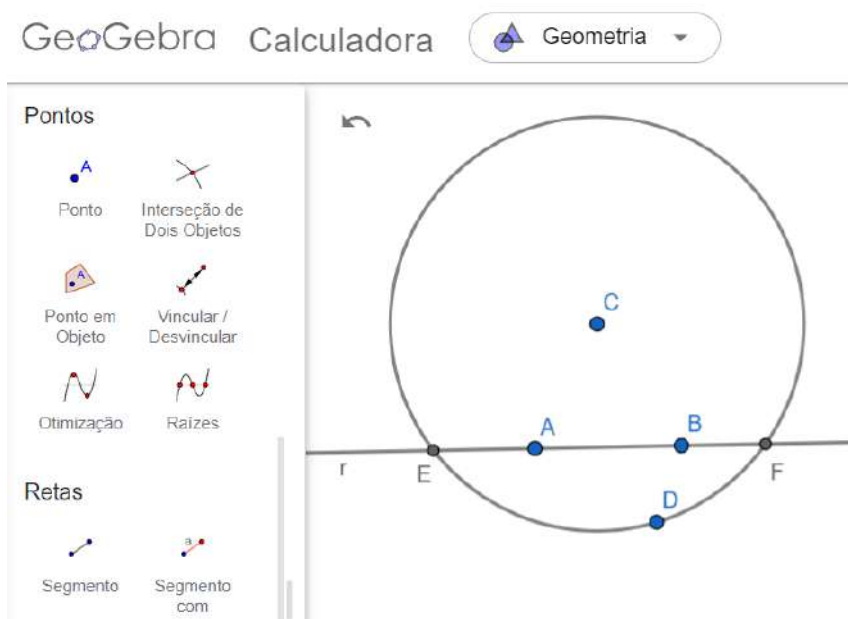 GeoGebra Calculadora Geometria
Pontos
A
Ponto
Interseção de
Dois Objetos
A
Ponto em
Objeto
Vincular /
Desvincular
Otimização
Raízes
Retas
Segmento
a
Segmento
com
C
A
B
r
E
F
D